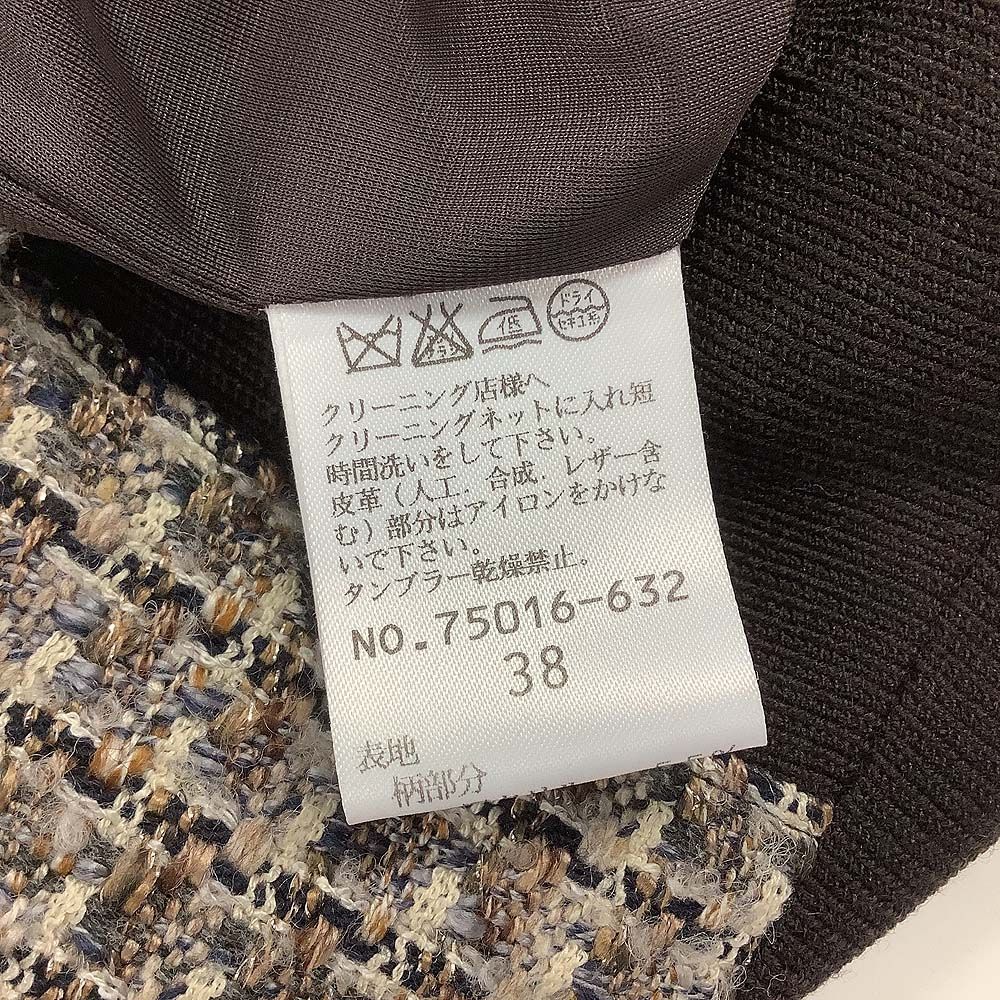 エンソ
低
ドライ
セキユ系
クリーニング店様へ
クリーニングネットに入れ短
時間洗いをして下さい。
皮革（人工．合成．レザー含
む）部分はアイロンをかけな
いで下さい。
タンブラー乾燥禁止。
NO.75016-632
38
表地
柄部分